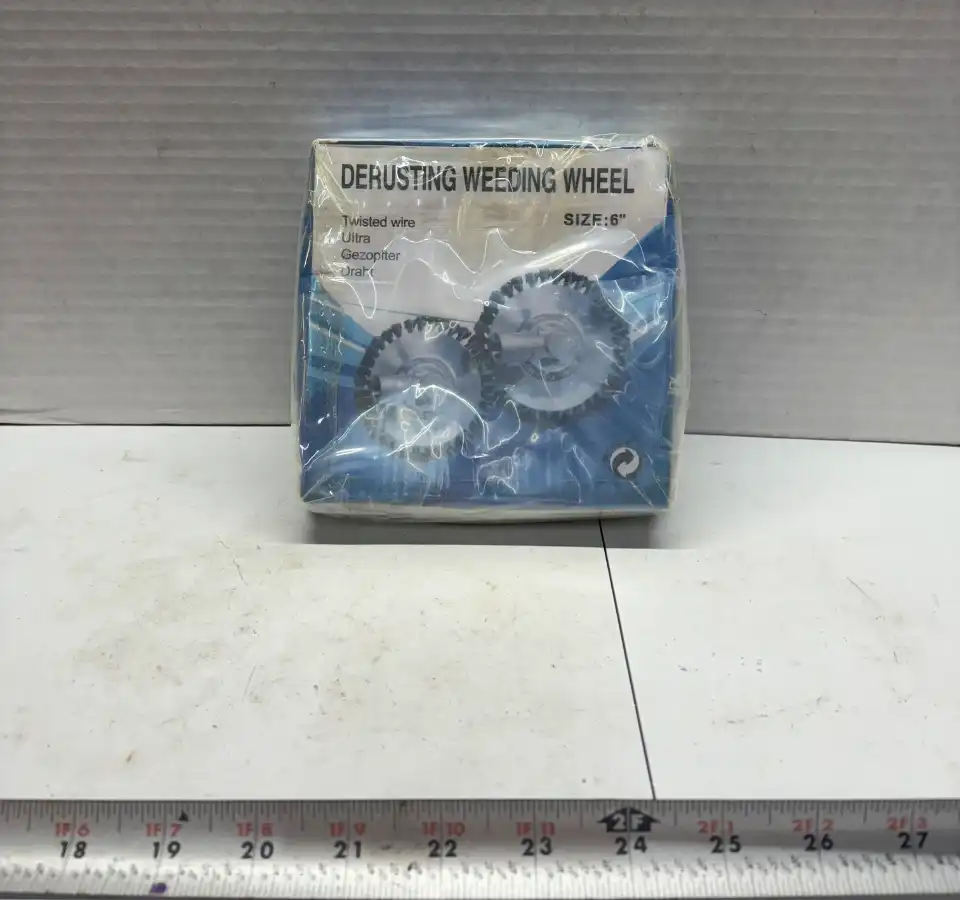 DERUSTING WEEDING WHEEL
Twisted wire
SIZE:6"
Ultra
Gezopfter
Draht
1F 6 1F 7 1F 8 1F 9 1F 10 1F 11 2F 2F 1 2F 2 2F 3
18 19 20 21 22 23 24 25 26 27